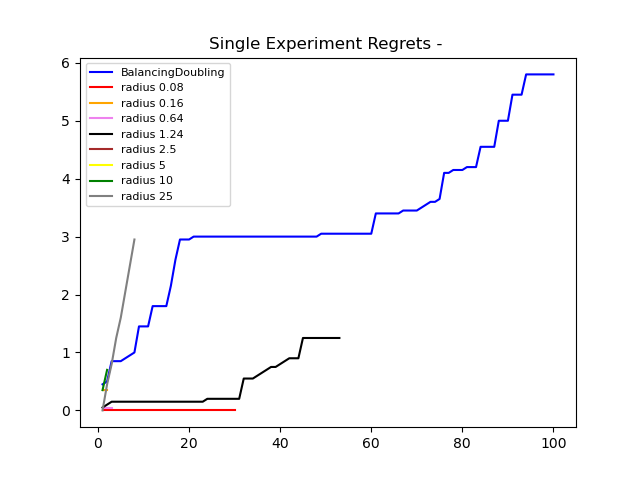 Single Experiment Regrets -
6
5
4
3
2
1
0
BalancingDoubling
radius 0.08
radius 0.16
radius 0.64
radius 1.24
radius 2.5
radius 5
radius 10
radius 25
0 20 40 60 80 100